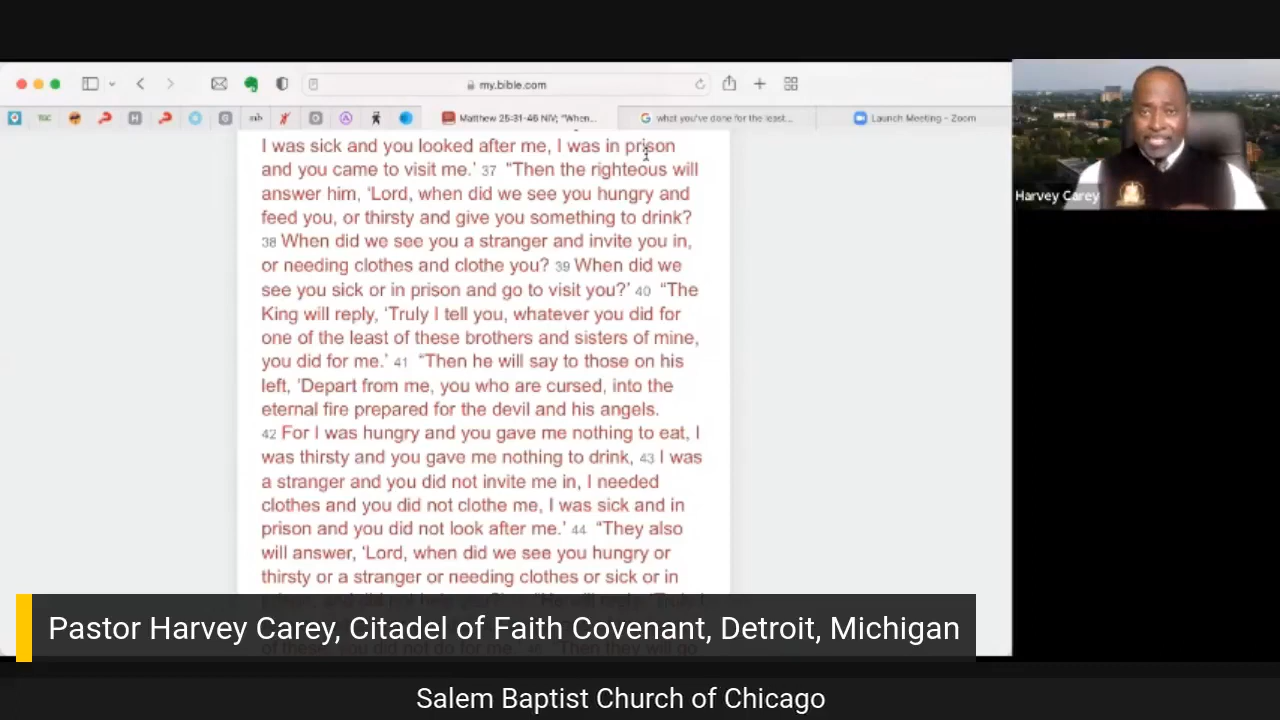 my.bible.com
Matthew 25:31-46 NIV; "When...
what you've done for the least...
Launch Meeting - Zoom
I was sick and you looked after me, I was in prison
and you came to visit me.' 37 "Then the righteous will
answer him, 'Lord, when did we see you hungry and
feed you, or thirsty and give you something to drink?
38 When did we see you a stranger and invite you in,
or needing clothes and clothe you? 39 When did we
see you sick or in prison and go to visit you?' 40 "The
King will reply, 'Truly I tell you, whatever you did for
one of the least of these brothers and sisters of mine,
you did for me.' 41 "Then he will say to those on his
left, 'Depart from me, you who are cursed, into the
eternal fire prepared for the devil and his angels.
42 For I was hungry and you gave me nothing to eat, I
was thirsty and you gave me nothing to drink, 43 I was
a stranger and you did not invite me in, I needed
clothes and you did not clothe me, I was sick and in
prison and you did not look after me.' 44 "They also
will answer, 'Lord, when did we see you hungry or
thirsty or a stranger or needing clothes or sick or in
Harvey Carey
Pastor Harvey Carey, Citadel of Faith Covenant, Detroit, Michigan
Salem Baptist Church of Chicago